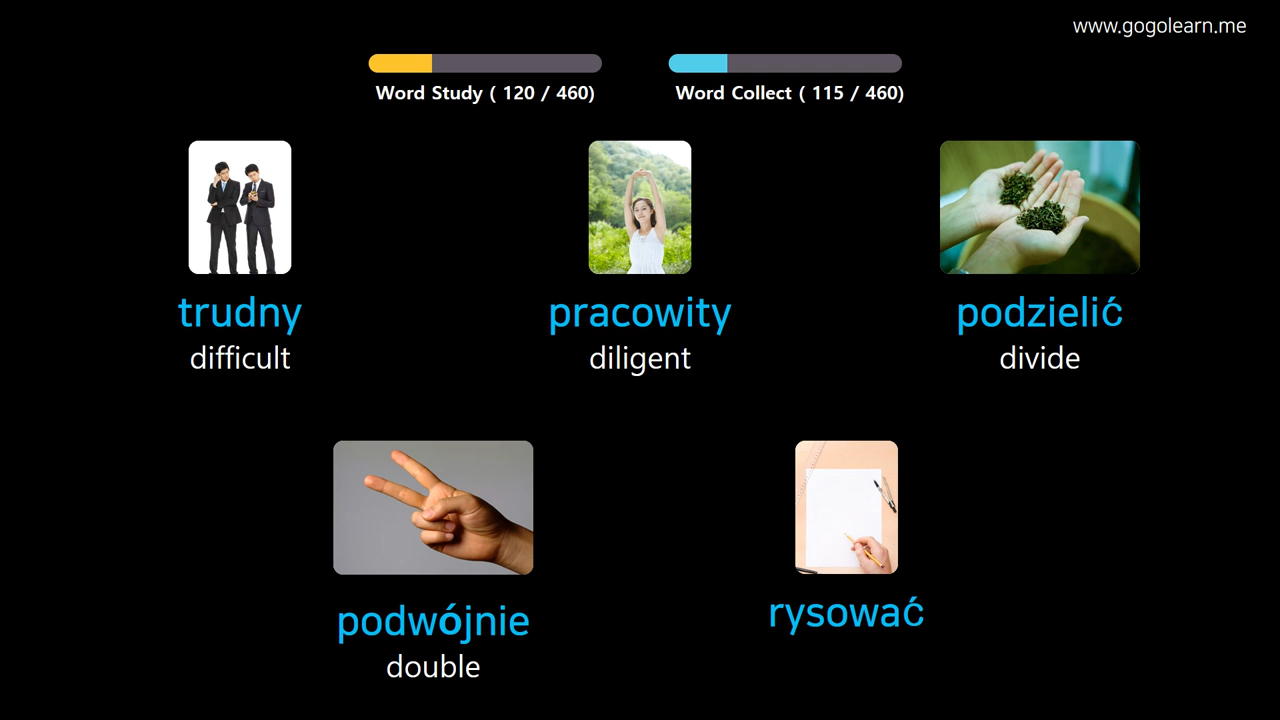 www.gogolearn.me
Word Study ( 120 / 460)
Word Collect ( 115 / 460)
trudny
difficult
pracowity
diligent
podzielić
divide
podwójnie
double
rysować